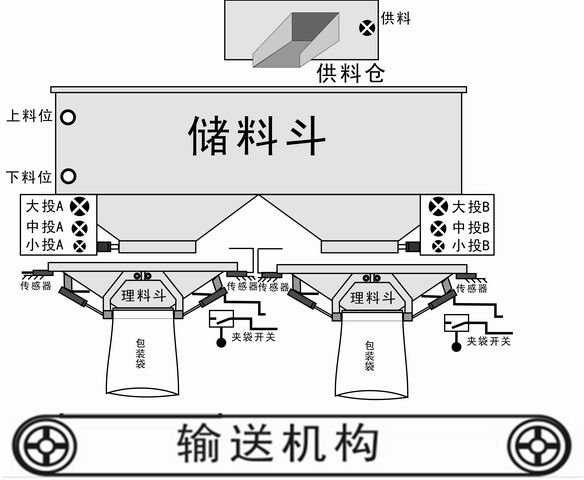 供料
供料仓
上料位
储料斗
下料位
大投A
中投A
小投A
大投B
中投B
小投B
传感器
传感器
传感器
传感器
理料斗
理料斗
夹袋开关
夹袋开关
包装袋
包装袋
输送机构